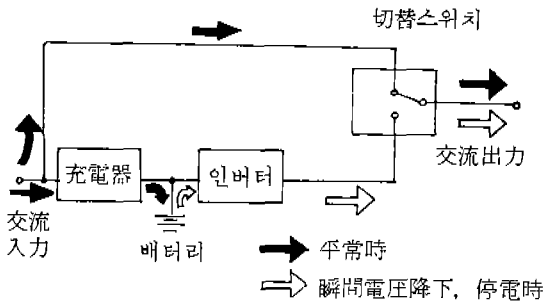 切替스위치
充電器
인버터
交流出力
交流
入力
배터리
平常時
瞬間電圧降下, 停電時